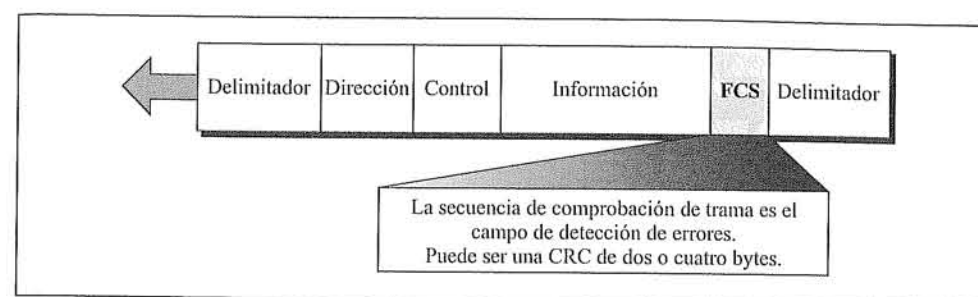 Delimitador Dirección Control Información FCS Delimitador
La secuencia de comprobación de trama es el
campo de detección de errores.
Puede ser una CRC de dos o cuatro bytes.